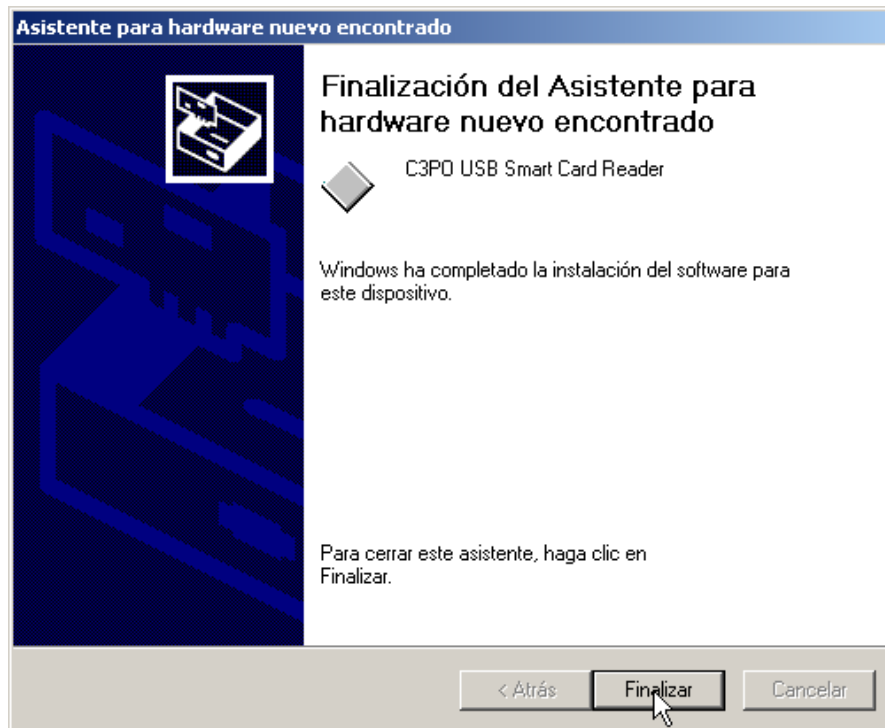 Asistente para hardware nuevo encontrado
Finalización del Asistente para
hardware nuevo encontrado
C3PO USB Smart Card Reader
Windows ha completado la instalación del software para
este dispositivo.
Para cerrar este asistente, haga clic en
Finalizar.
< Atrás
Finalizar
Cancelar